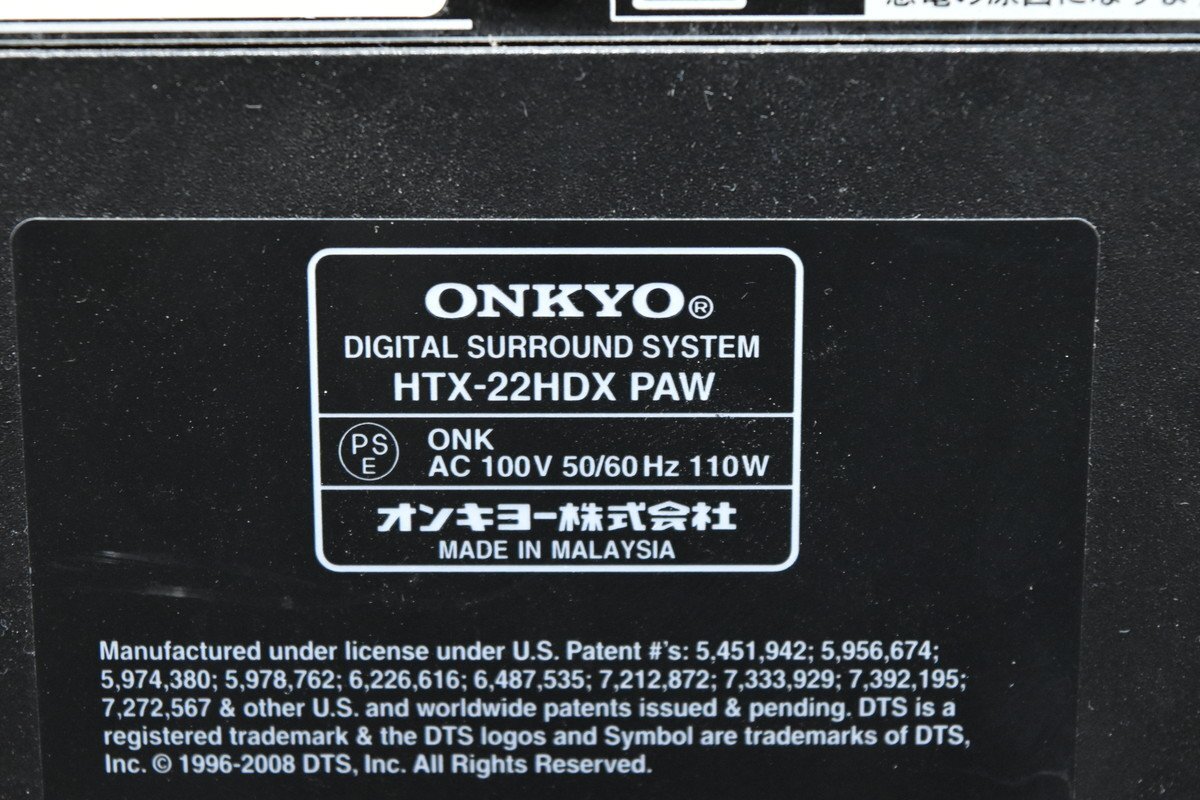 ONKYO®
DIGITAL SURROUND SYSTEM
HTX-22HDX PAW
PS
E
ONK
AC 100V 50/60Hz 110W
オンキヨー株式会社
MADE IN MALAYSIA
Manufactured under license under U.S. Patent #'s: 5,451,942; 5,956,674;
5,974,380; 5,978,762; 6,226,616; 6,487,535; 7,212,872; 7,333,929; 7,392,195;
7,272,567 & other U.S. and worldwide patents issued & pending. DTS is a
registered trademark & the DTS logos and Symbol are trademarks of DTS,
Inc. © 1996-2008 DTS, Inc. All Rights Reserved.